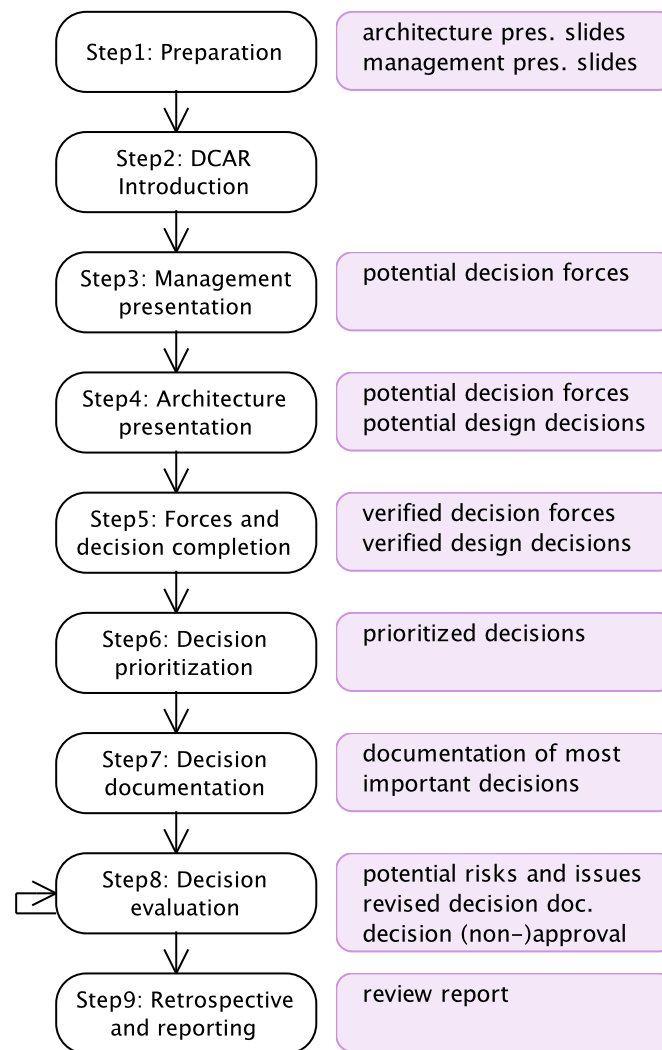 Step1: Preparation
architecture pres. slides
management pres. slides
Step2: DCAR
Introduction
Step3: Management
presentation
potential decision forces
Step4: Architecture
presentation
potential decision forces
potential design decisions
Step5: Forces and
decision completion
verified decision forces
verified design decisions
Step6: Decision
prioritization
prioritized decisions
Step7: Decision
documentation
documentation of most
important decisions
Step8: Decision
evaluation
potential risks and issues
revised decision doc.
decision (non-)approval
Step9: Retrospective
and reporting
review report